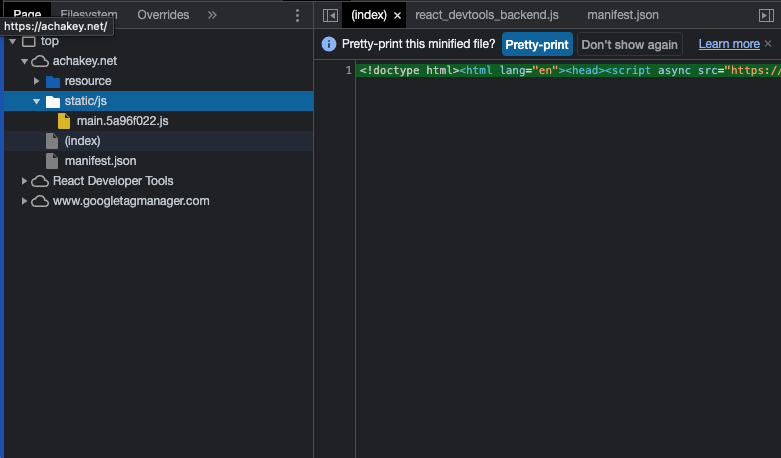 Page Filesystem Overrides »
https://achakey.net/
top
achakey.net
resource
static/js
main.5a96f022.js
(index)
manifest.json
React Developer Tools
www.googletagmanager.com
(index) × react_devtools_backend.js manifest.json
Pretty-print this minified file? Pretty-print Don't show again Learn more ×
1 <!doctype html><html lang="en"><head><script async src="https://